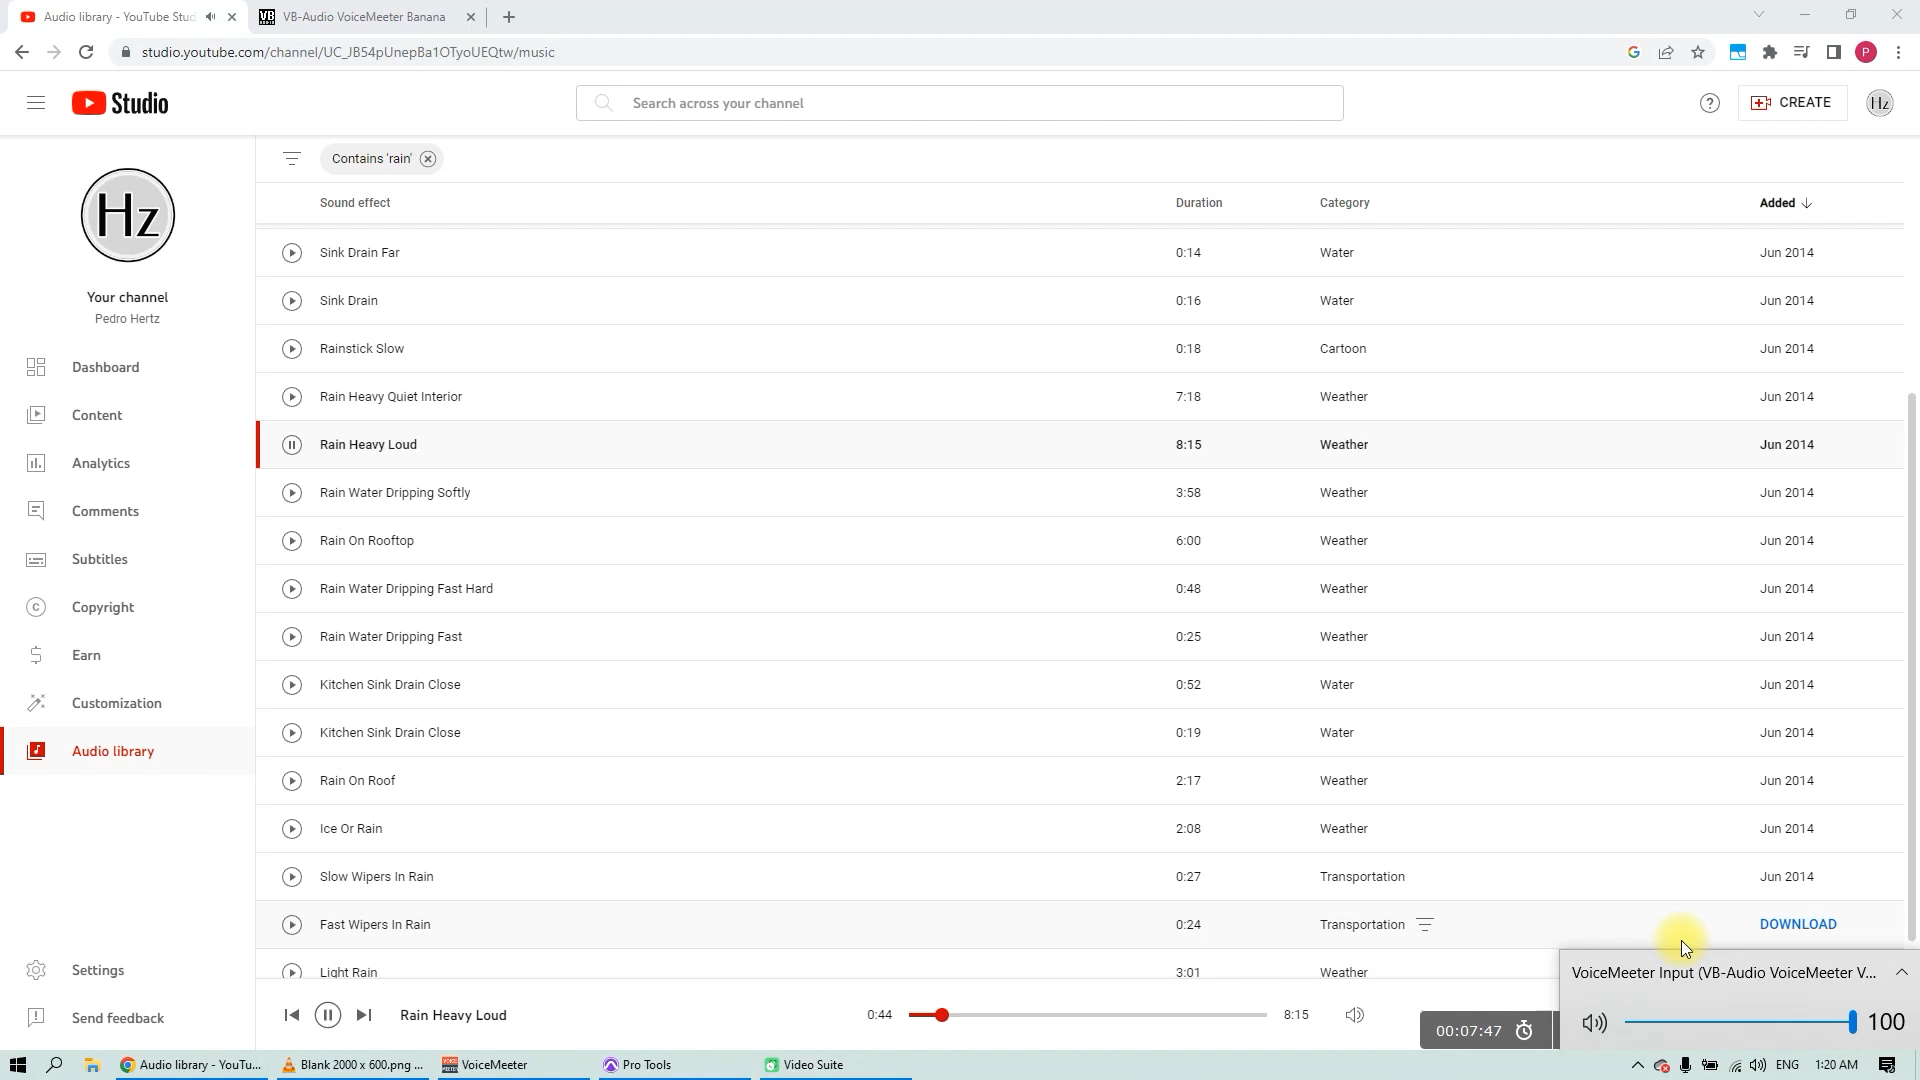 Audio library - YouTube Stud
VB-Audio VoiceMeeter Banana
studio.youtube.com/channel/UC_JB54pUnepBa1OTyoUEQtw/music
P
Studio
Search across your channel
CREATE
Hz
Hz
Your channel
Pedro Hertz
Dashboard
Content
Analytics
Comments
Subtitles
Copyright
Earn
Customization
Audio library
Settings
Send feedback
Contains 'rain'
Sound effect Duration Category Added
Sink Drain Far 0:14 Water Jun 2014
Sink Drain 0:16 Water Jun 2014
Rainstick Slow 0:18 Cartoon Jun 2014
Rain Heavy Quiet Interior 7:18 Weather Jun 2014
Rain Heavy Loud 8:15 Weather Jun 2014
Rain Water Dripping Softly 3:58 Weather Jun 2014
Rain On Rooftop 6:00 Weather Jun 2014
Rain Water Dripping Fast Hard 0:48 Weather Jun 2014
Rain Water Dripping Fast 0:25 Weather Jun 2014
Kitchen Sink Drain Close 0:52 Water Jun 2014
Kitchen Sink Drain Close 0:19 Water Jun 2014
Rain On Roof 2:17 Weather Jun 2014
Ice Or Rain 2:08 Weather Jun 2014
Slow Wipers In Rain 0:27 Transportation Jun 2014
Fast Wipers In Rain 0:24 Transportation DOWNLOAD
Light Rain 3:01 Weather
Rain Heavy Loud 0:44 8:15
VoiceMeeter Input (VB-Audio VoiceMeeter V...
100
00:07:47
Audio library - YouTu...
Blank 2000 x 600.png ...
VoiceMeeter
Pro Tools
Video Suite
ENG
1:20 AM